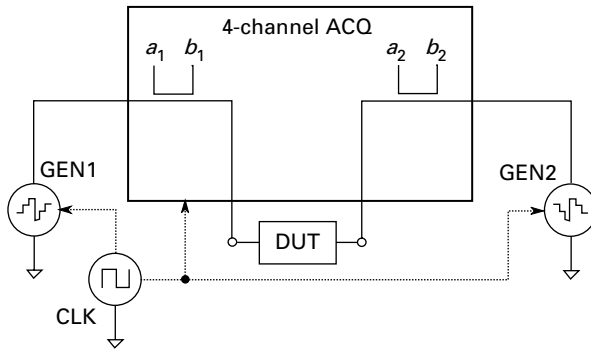 4-channel ACQ
a1 b1 a2 b2
GEN1
GEN2
DUT
CLK